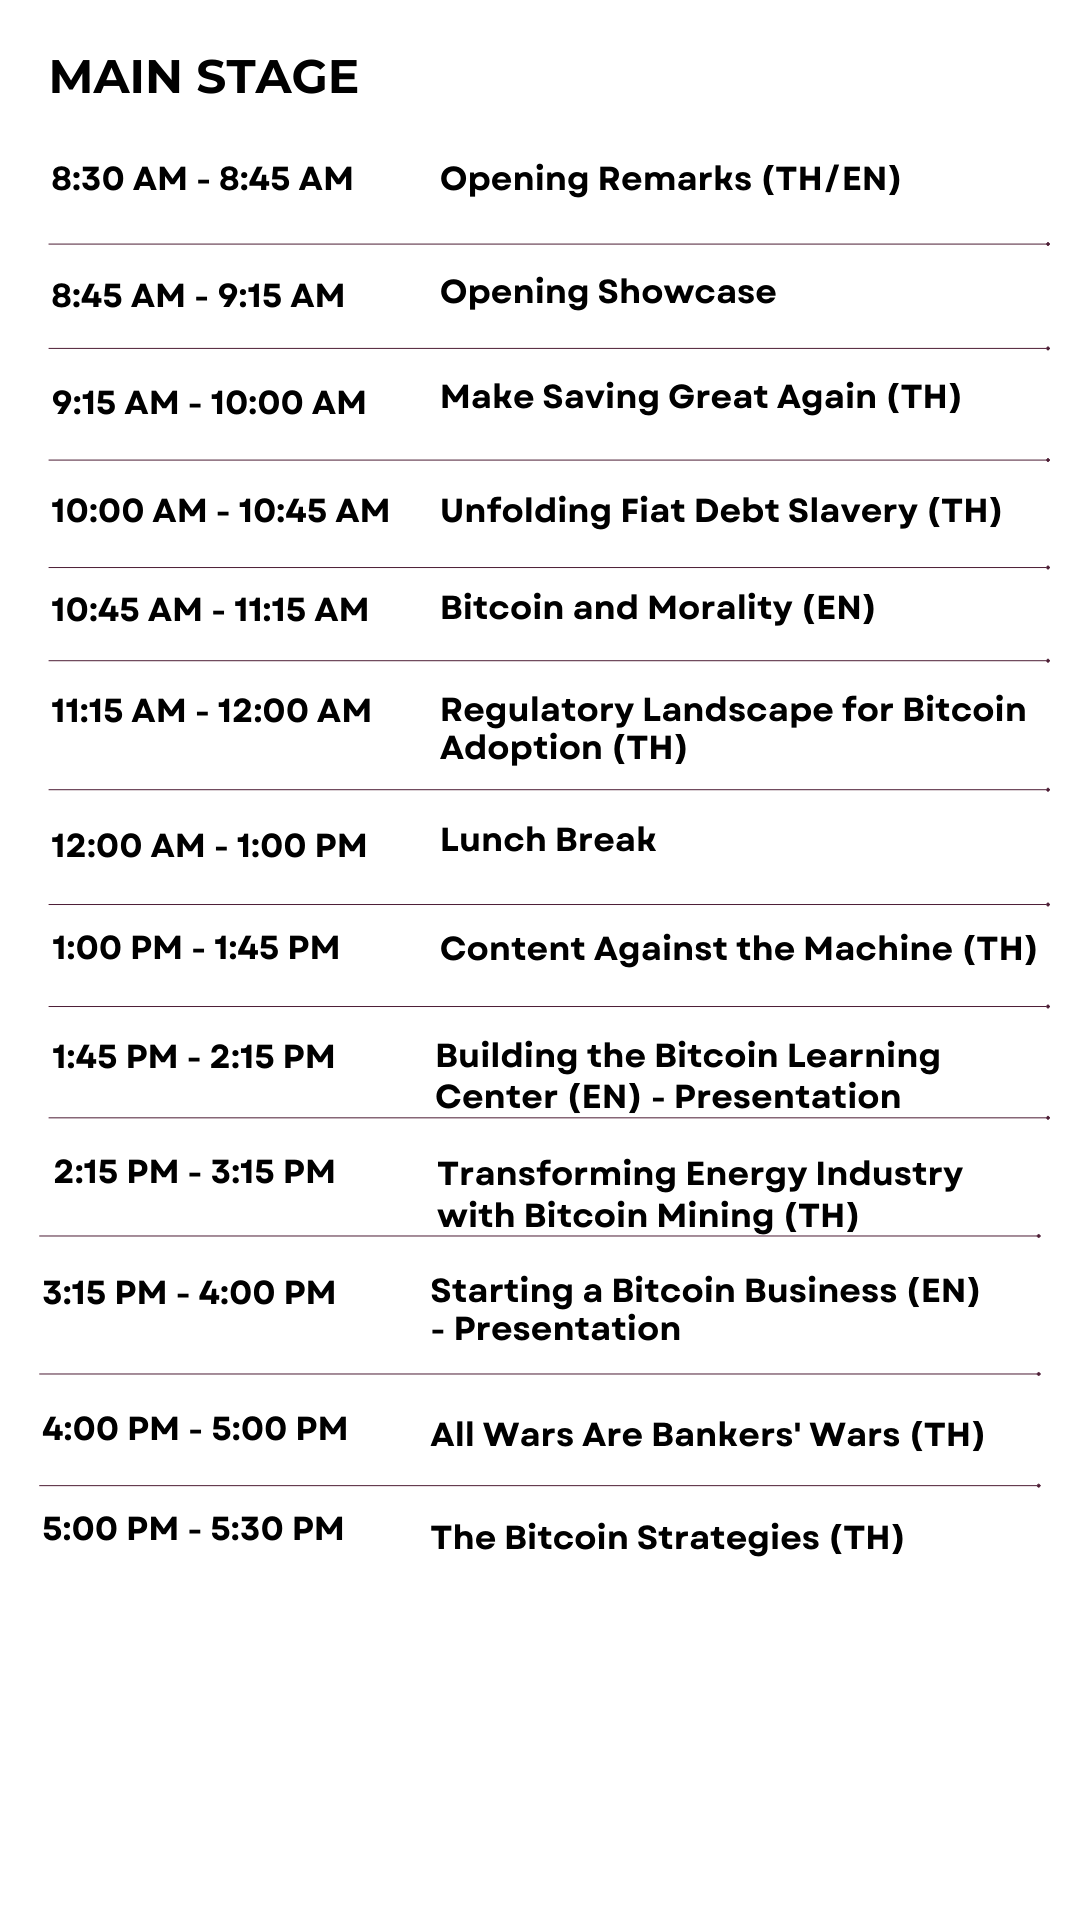 MAIN STAGE
8:30 AM - 8:45 AM Opening Remarks (TH/EN)
8:45 AM - 9:15 AM Opening Showcase
9:15 AM - 10:00 AM Make Saving Great Again (TH)
10:00 AM - 10:45 AM Unfolding Fiat Debt Slavery (TH)
10:45 AM - 11:15 AM Bitcoin and Morality (EN)
11:15 AM - 12:00 AM Regulatory Landscape for Bitcoin
Adoption (TH)
12:00 AM - 1:00 PM Lunch Break
1:00 PM - 1:45 PM Content Against the Machine (TH)
1:45 PM - 2:15 PM Building the Bitcoin Learning
Center (EN) - Presentation
2:15 PM - 3:15 PM Transforming Energy Industry
with Bitcoin Mining (TH)
3:15 PM - 4:00 PM Starting a Bitcoin Business (EN)
- Presentation
4:00 PM - 5:00 PM All Wars Are Bankers' Wars (TH)
5:00 PM - 5:30 PM The Bitcoin Strategies (TH)